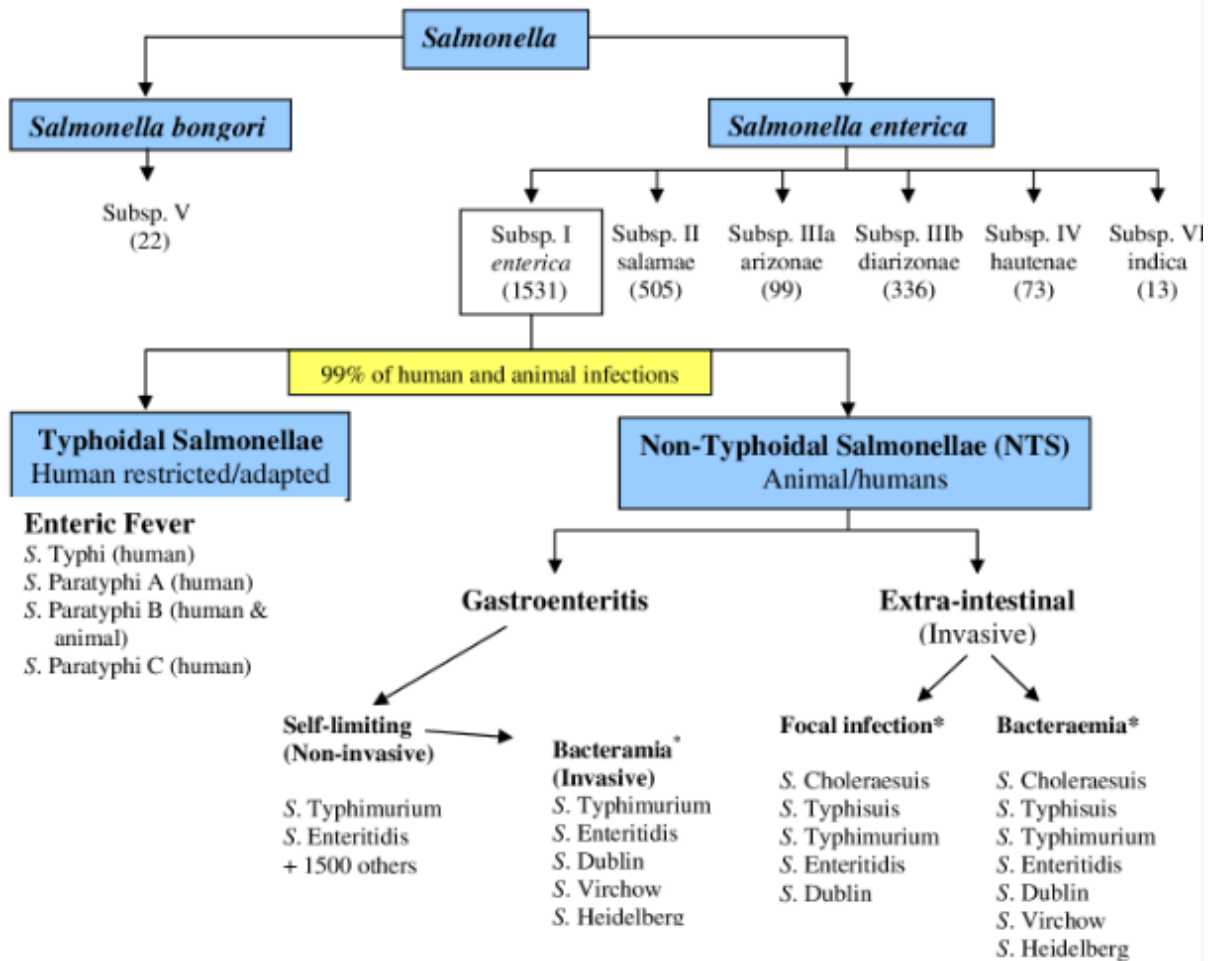 Salmonella
Salmonella bongori
Salmonella enterica
Subsp. V
(22)
Subsp. I
enterica
(1531)
Subsp. II
salamae
(505)
Subsp. IIIa
arizonae
(99)
Subsp. IIIb
diarizonae
(336)
Subsp. IV
hautenae
(73)
Subsp. VI
indica
(13)
99% of human and animal infections
Typhoidal Salmonellae
Human restricted/adapted
Non-Typhoidal Salmonellae (NTS)
Animal/humans
Enteric Fever
S. Typhi (human)
S. Paratyphi A (human)
S. Paratyphi B (human &
animal)
S. Paratyphi C (human)
Gastroenteritis
Extra-intestinal
(Invasive)
Self-limiting
(Non-invasive)
S. Typhimurium
S. Enteritidis
+ 1500 others
Bacteramia*
(Invasive)
S. Typhimurium
S. Enteritidis
S. Dublin
S. Virchow
S. Heidelberg
Focal infection*
S. Choleraesuis
S. Typhisuis
S. Typhimurium
S. Enteritidis
S. Dublin
Bacteraemia*
S. Choleraesuis
S. Typhisuis
S. Typhimurium
S. Enteritidis
S. Dublin
S. Virchow
S. Heidelberg